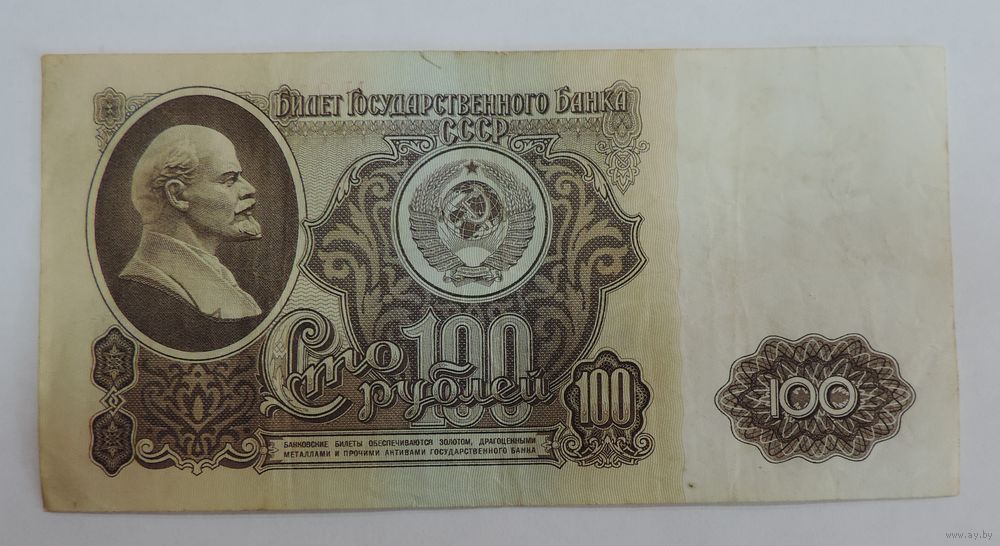 Билет Государственного Банка
СССР
100
Сто
рублей
100
100
БАНКОВСКИЕ БИЛЕТЫ ОБЕСПЕЧИВАЮТСЯ ЗОЛОТОМ, ДРАГОЦЕННЫМИ
МЕТАЛЛАМИ И ПРОЧИМИ АКТИВАМИ ГОСУДАРСТВЕННОГО БАНКА
www.ay.by